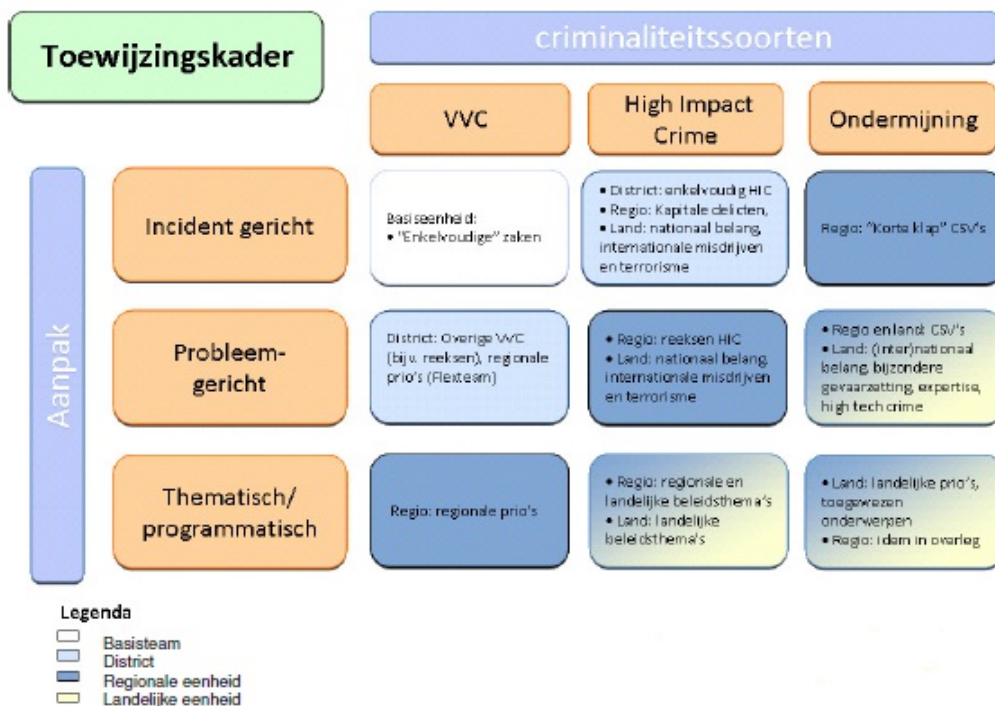 Toewijzingskader
criminaliteitssoorten
VVC
High Impact
Crime
Ondermijning
Aanpak
Incident gericht
Basiseenheid:
• "Enkelvoudige" zaken
• District: enkelvoudig HIC
• Regio: Kapitale delicten,
• Land: nationaal belang,
internationale misdrijven
en terrorisme
Regio: "Korte klap" CSV's
Probleem-
gericht
District: Overige VVC
(bijv. reeksen), regionale
prio's (Flexteam)
• Regio: reeksen HIC
• Land: nationaal belang,
internationale misdrijven
en terrorisme
• Regio en land: CSV's
• Land: (inter)nationaal
belang, bijzondere
gevaarzetting, expertise,
high tech crime
Thematisch/
programmatisch
Regio: regionale prio's
• Regio: regionale en
landelijke beleidsthema's
• Land: landelijke
beleidsthema's
• Land: landelijke prio's,
toegewezen
onderwerpen
• Regio: idem in overleg
Legenda
Basisteam
District
Regionale eenheid
Landelijke eenheid